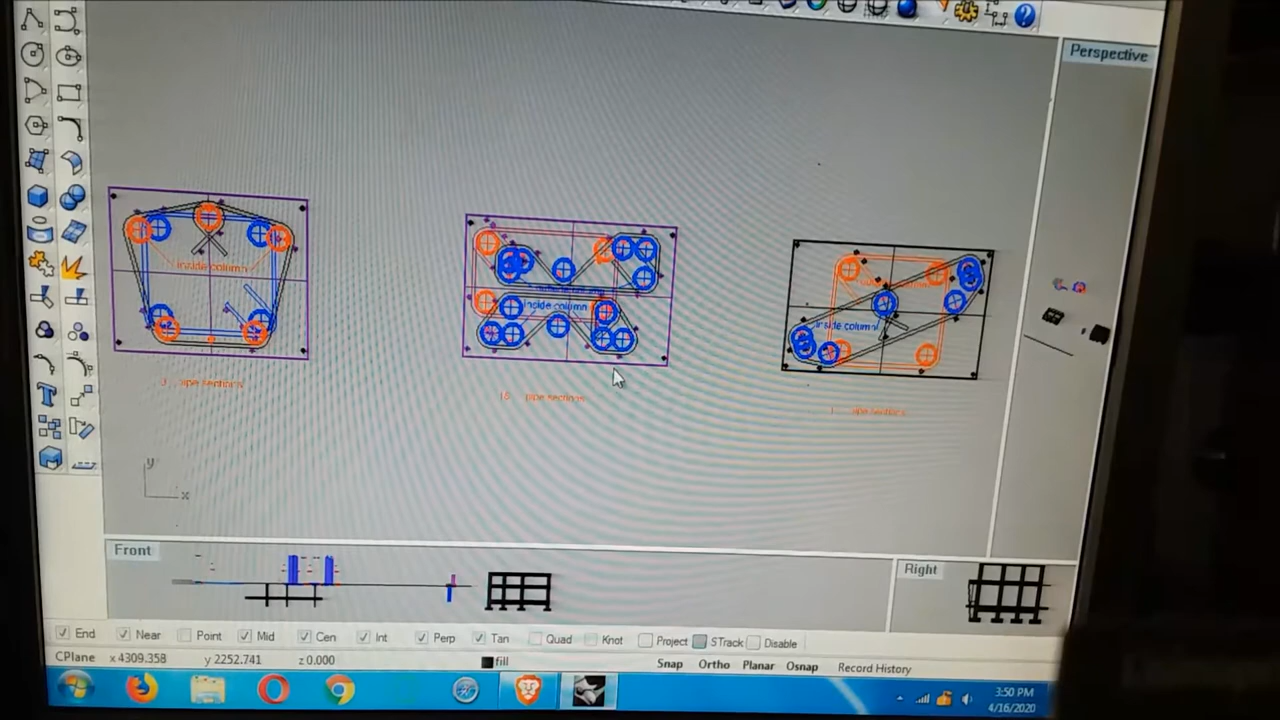 Perspective
inside column
inside column
inside column
pipe sections
pipe sections
y
x
Front
Right
End Near Point Mid Cen Int Perp Tan Quad Knot Project STrack Disable
CPlane x 4309.358 y 2252.741 z 0.000 fill Snap Ortho Planar Osnap Record History
3:50 PM
4/16/2020